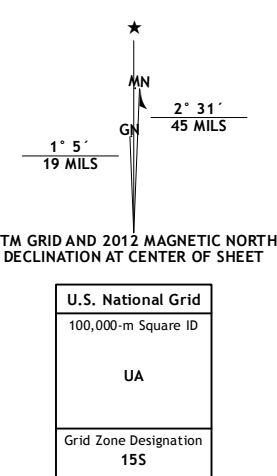 ★
MN
GN
2° 31´
45 MILS
1° 5´
19 MILS
TM GRID AND 2012 MAGNETIC NORTH
DECLINATION AT CENTER OF SHEET
U.S. National Grid
100,000-m Square ID
UA
Grid Zone Designation
15S